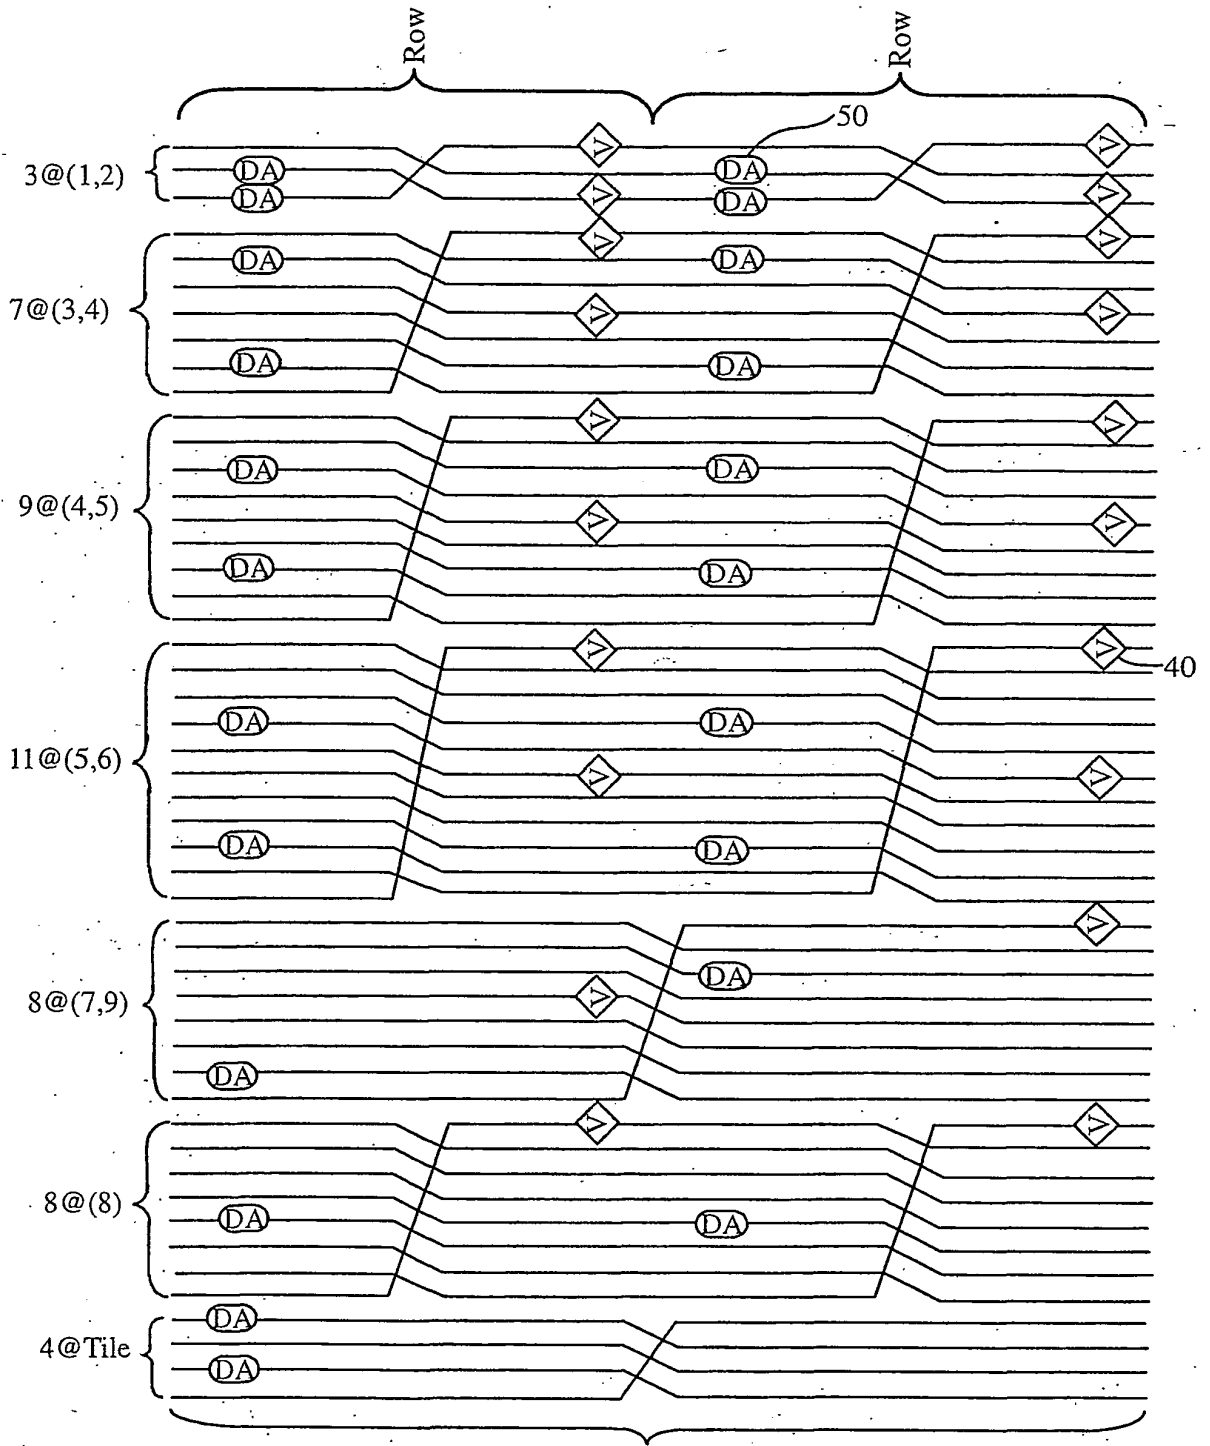 Row Row
50
V V
3@(1,2) DA DA
DA V DA V
V V
DA DA
7@(3,4) V V
DA DA
V V
DA DA
9@(4,5) V V
DA DA
V V
40
DA DA
11@(5,6) V V
DA DA
V
DA
8@(7,9) V
DA
V V
8@(8) DA DA
DA
4@Tile
DA